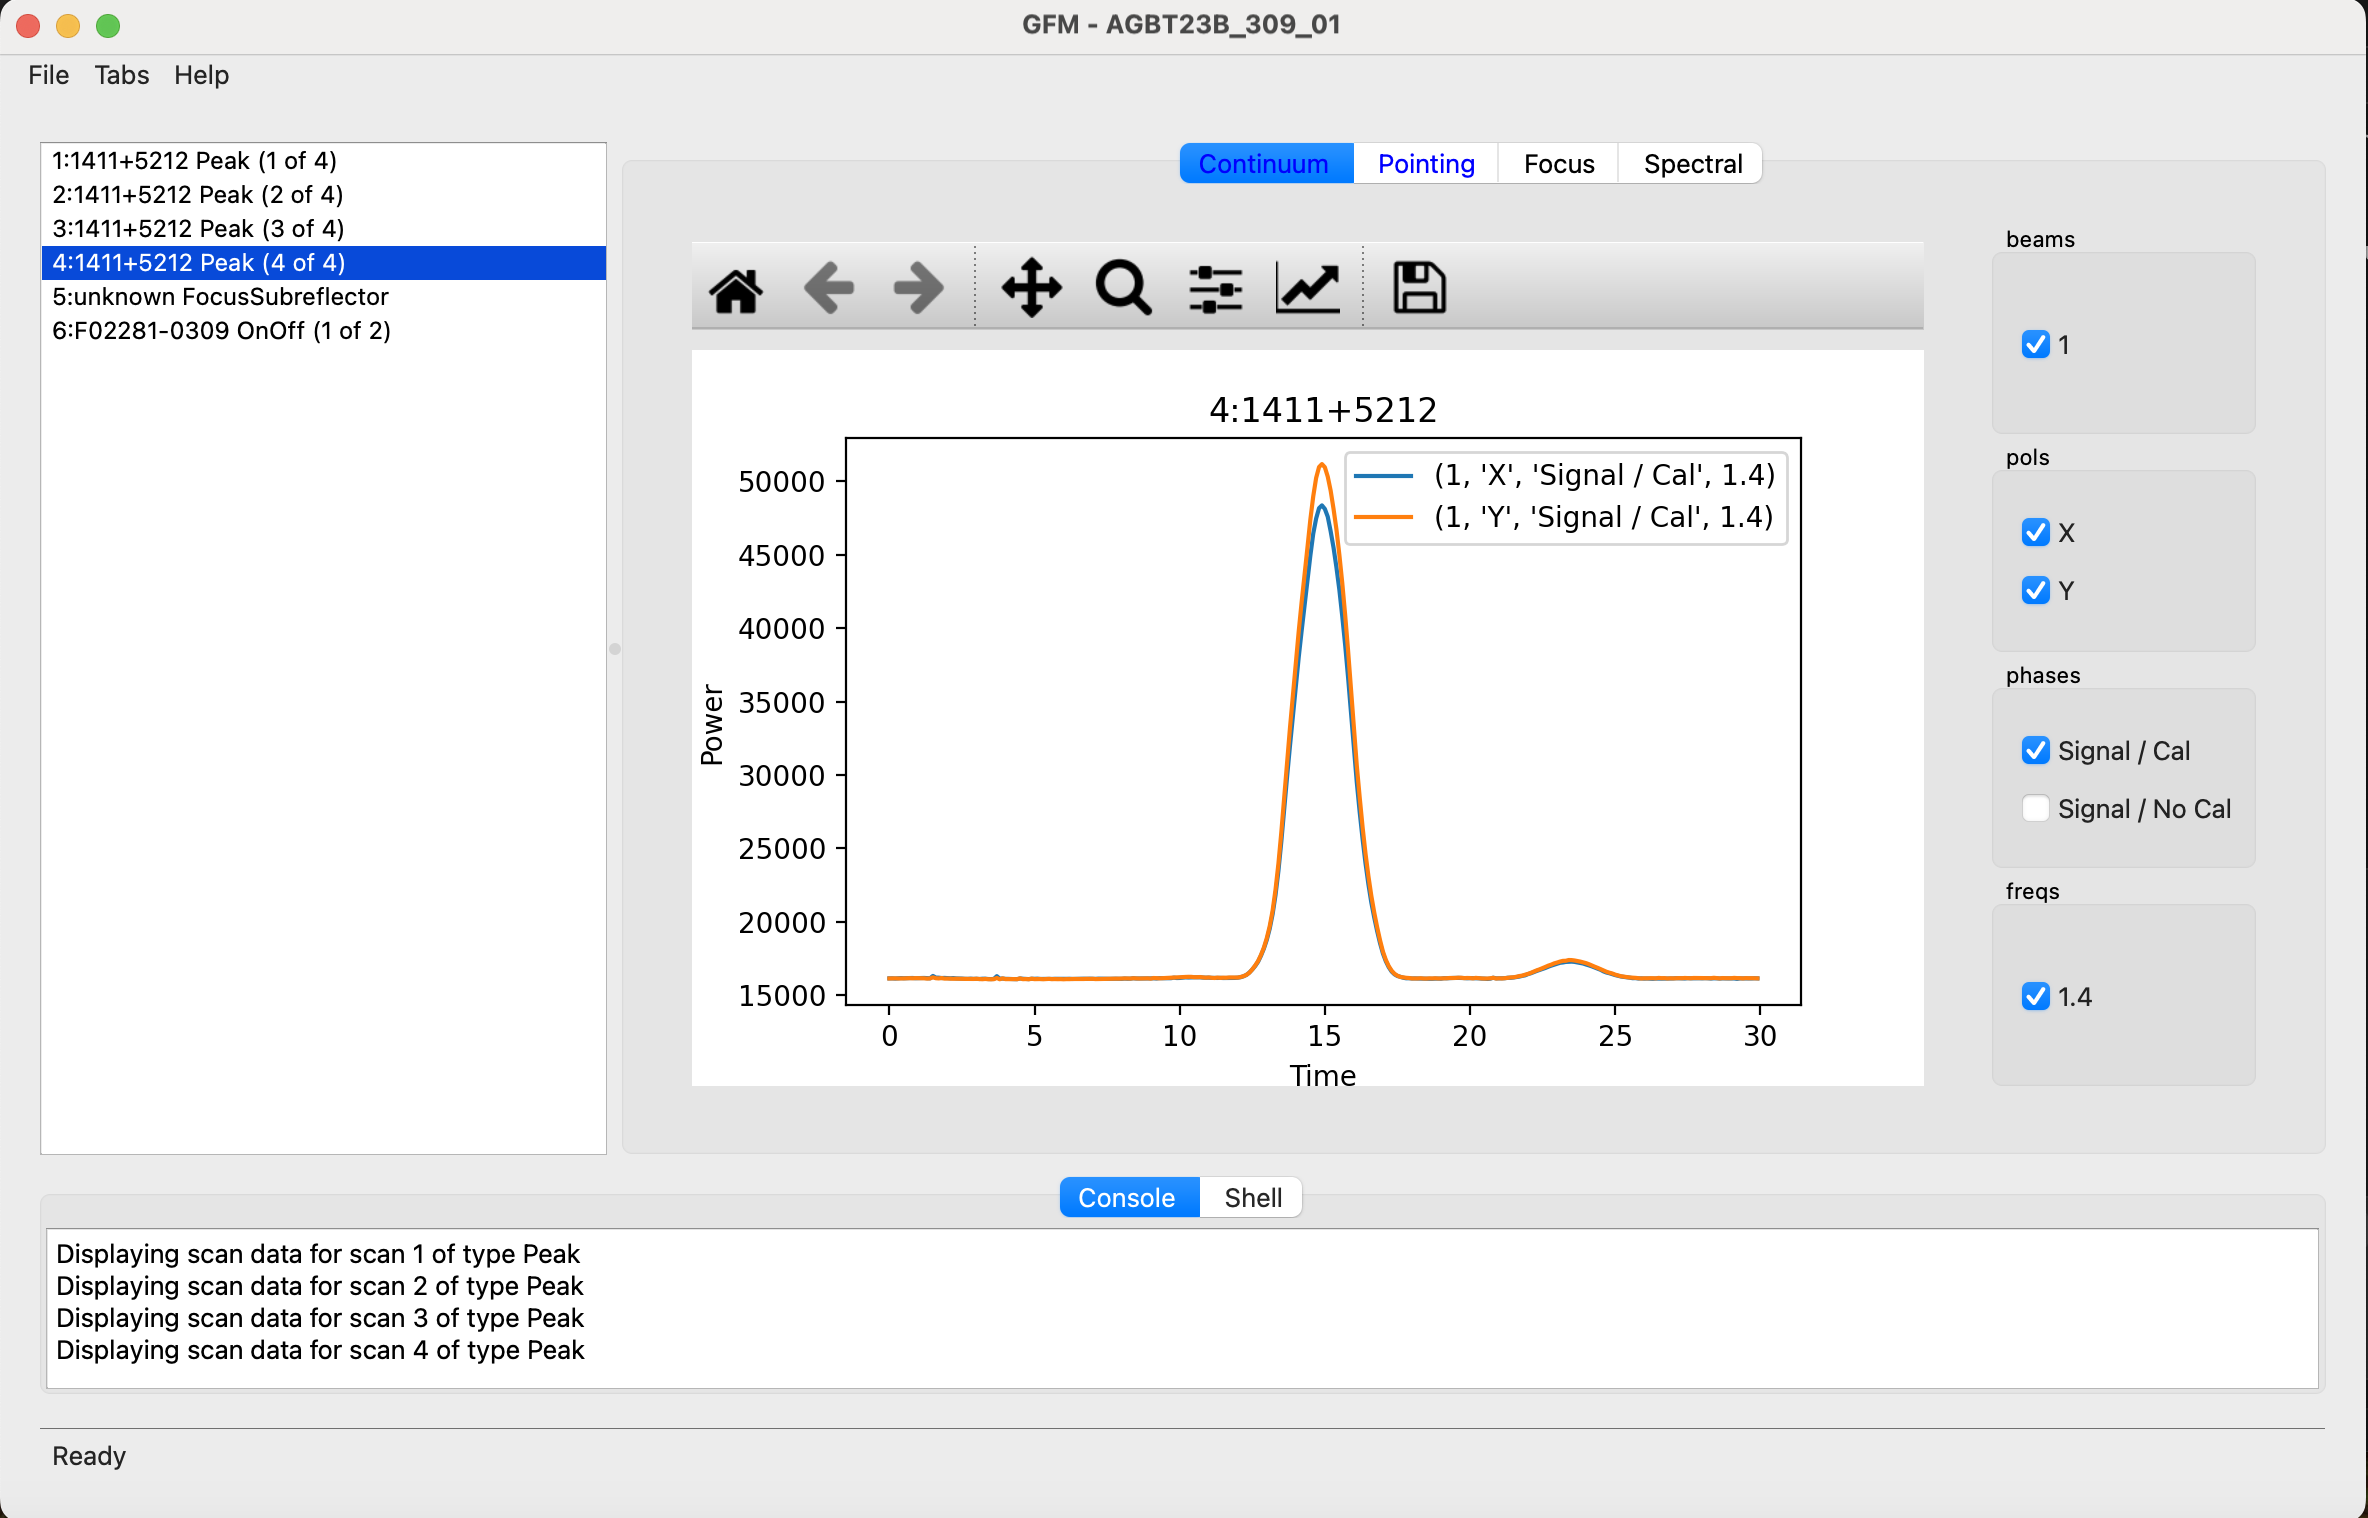 GFM - AGBT23B_309_01
File Tabs Help
1:1411+5212 Peak (1 of 4)
2:1411+5212 Peak (2 of 4)
3:1411+5212 Peak (3 of 4)
4:1411+5212 Peak (4 of 4)
5:unknown FocusSubreflector
6:F02281-0309 OnOff (1 of 2)
Continuum Pointing Focus Spectral
4:1411+5212
(1, 'X', 'Signal / Cal', 1.4)
(1, 'Y', 'Signal / Cal', 1.4)
50000
45000
40000
35000
30000
25000
20000
15000
Power
0 5 10 15 20 25 30
Time
beams
1
pols
X
Y
phases
Signal / Cal
Signal / No Cal
freqs
1.4
Console Shell
Displaying scan data for scan 1 of type Peak
Displaying scan data for scan 2 of type Peak
Displaying scan data for scan 3 of type Peak
Displaying scan data for scan 4 of type Peak
Ready